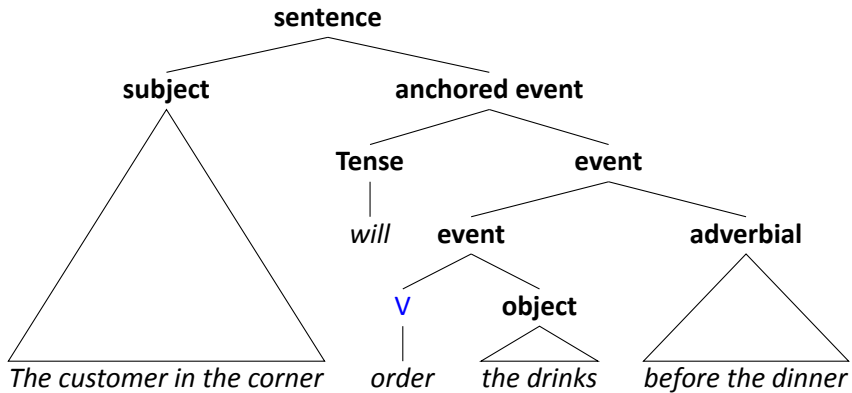 sentence
subject anchored event
Tense event
will event adverbial
V object
The customer in the corner order the drinks before the dinner